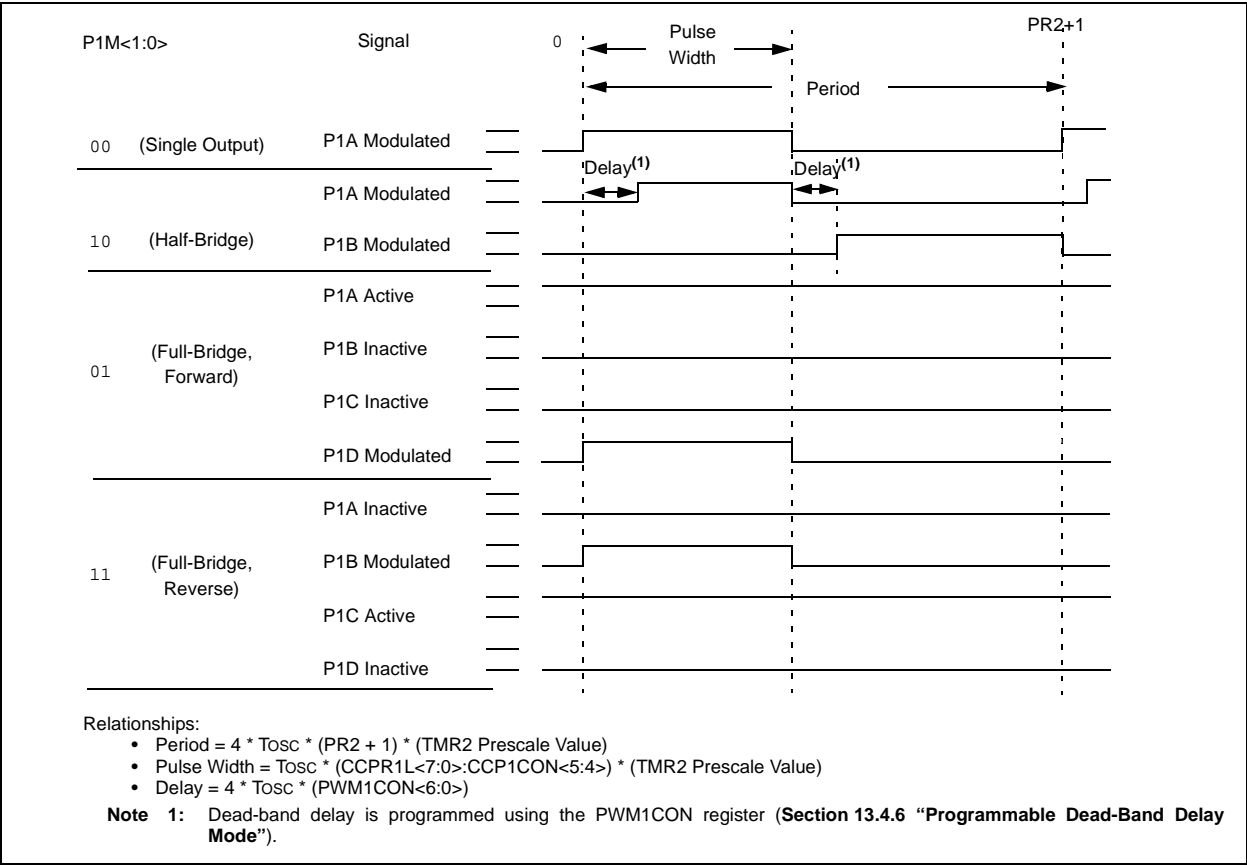 P1M<1:0> Signal 0 Pulse Width PR2+1
Period
00 (Single Output) P1A Modulated
Delay(1) Delay(1)
P1A Modulated
10 (Half-Bridge) P1B Modulated
P1A Active
P1B Inactive
01 (Full-Bridge, Forward)
P1C Inactive
P1D Modulated
P1A Inactive
11 (Full-Bridge, Reverse) P1B Modulated
P1C Active
P1D Inactive
Relationships:
• Period = 4 * TOSC * (PR2 + 1) * (TMR2 Prescale Value)
• Pulse Width = TOSC * (CCPR1L<7:0>:CCP1CON<5:4>) * (TMR2 Prescale Value)
• Delay = 4 * TOSC * (PWM1CON<6:0>)
Note 1: Dead-band delay is programmed using the PWM1CON register (Section 13.4.6 “Programmable Dead-Band Delay
Mode”).